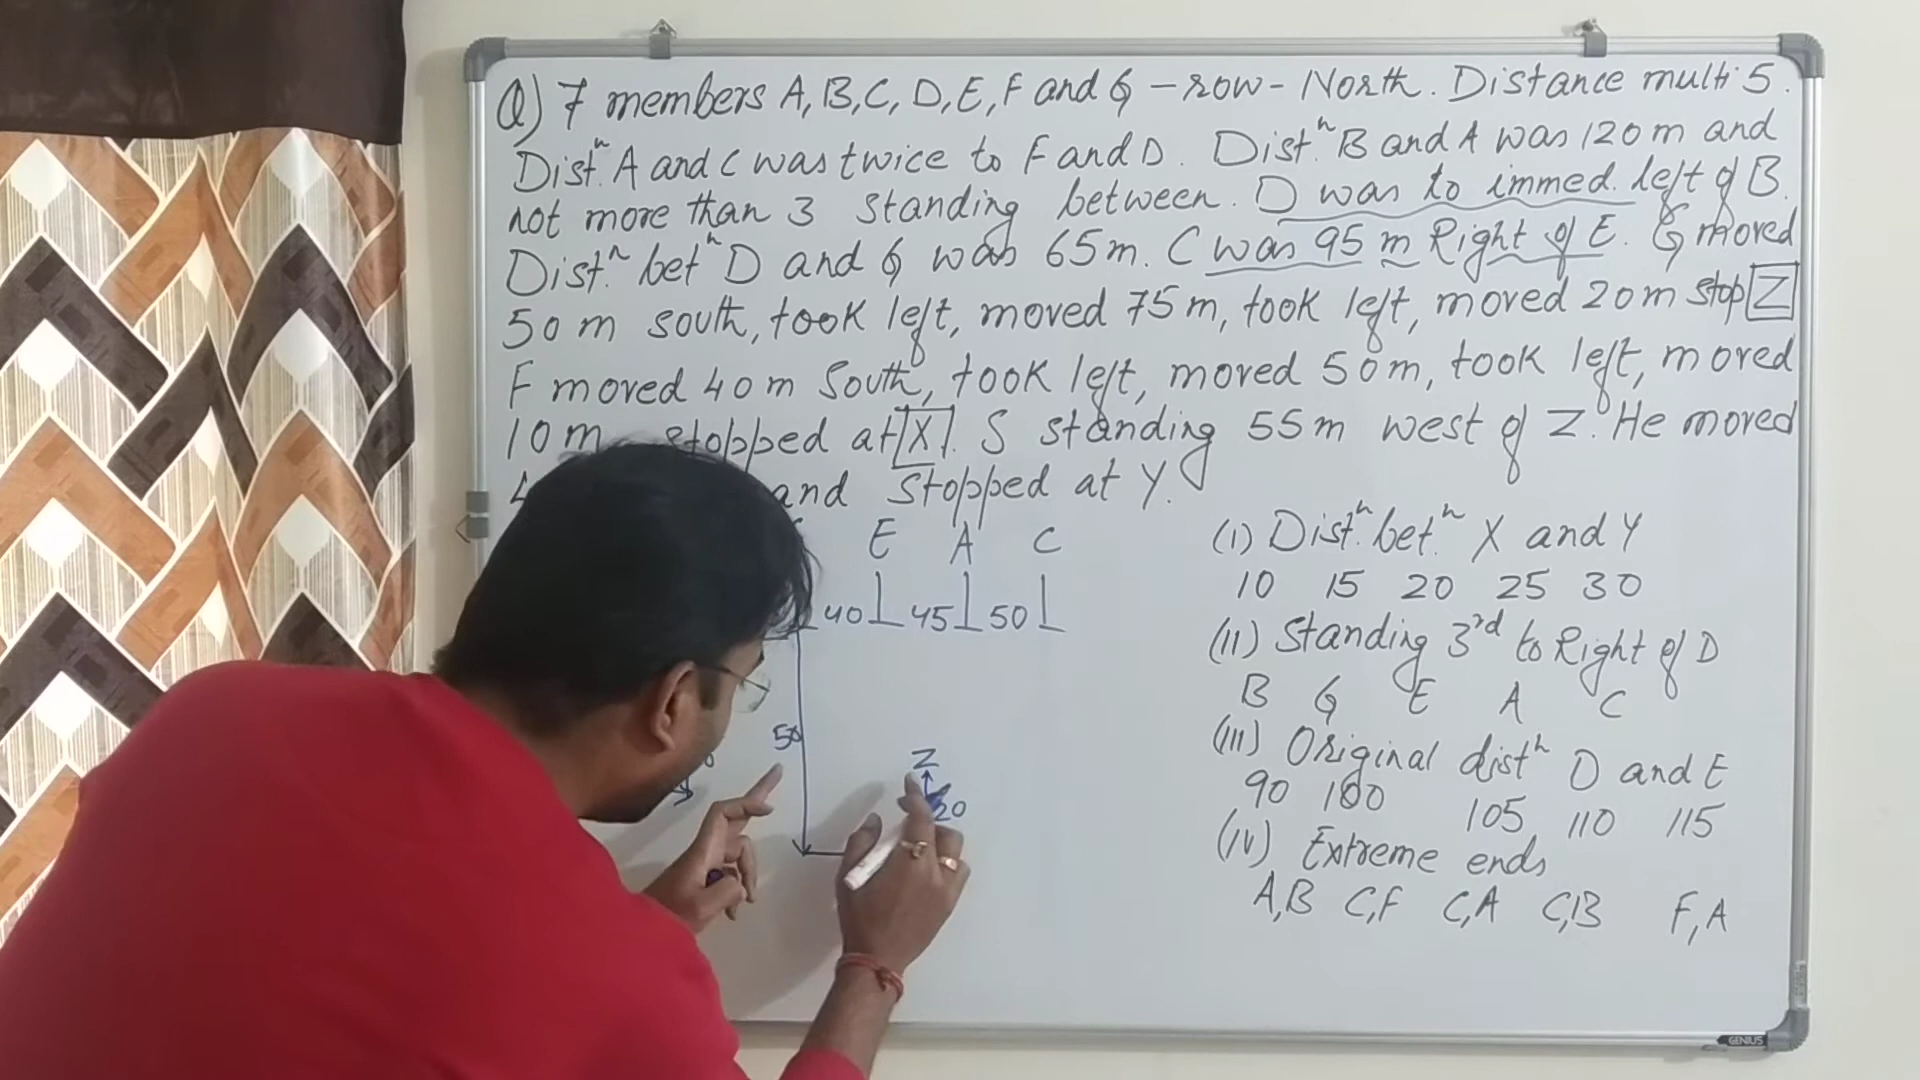 Q) 7 members A, B, C, D, E, F and G – row – North. Distance multi 5.
Dist.n A and C was twice to F and D. Dist.n B and A was 120 m and
not more than 3 standing between. D was to immed. left of B.
Dist.n betn D and G was 65 m. C was 95 m Right of E. G moved
50 m south, took left, moved 75 m, took left, moved 20 m stop Z
F moved 40 m South, took left, moved 50 m, took left, moved
10 m stopped at X. S standing 55 m west of Z. He moved
and stopped at Y.
E A C
40 45 50
50
Z
20
(i) Dist.n bet.n X and Y
10 15 20 25 30
(ii) Standing 3rd to Right of D
B G E A C
(iii) Original distn D and E
90 100 105 110 115
(iv) Extreme ends
A,B C,F C,A C,B F,A
GENIUS